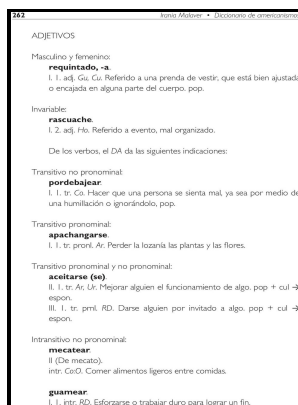 262
Irania Malaver • Diccionario de americanismos
ADJETIVOS
Masculino y femenino:
requintado, -a.
I. 1. adj. Gu, Cu. Referido a una prenda de vestir, que está bien ajustada
o encajada en alguna parte del cuerpo. pop.
Invariable:
rascuache.
I. 2. adj. Ho. Referido a evento, mal organizado.
De los verbos, el DA da las siguientes indicaciones:
Transitivo no pronominal:
pordebajear.
I. 1. tr. Co. Hacer que una persona se sienta mal, ya sea por medio de
una humillación o ignorándolo, pop.
Transitivo pronominal:
apachangarse.
I. 1. tr. pronl. Ar. Perder la lozanía las plantas y las flores.
Transitivo pronominal y no pronominal:
aceitarse (se).
II. 1. tr. Ar, Ur. Mejorar alguien el funcionamiento de algo. pop + cul →
espon.
III. 1. tr. prnl. RD. Darse alguien por invitado a algo. pop + cul →
espon.
Intransitivo no pronominal:
mecatear.
II (De mecato).
intr. Co:O. Comer alimentos ligeros entre comidas.
guamear.
I. 1. intr. RD. Esforzarse o trabajar duro para lograr un fin.